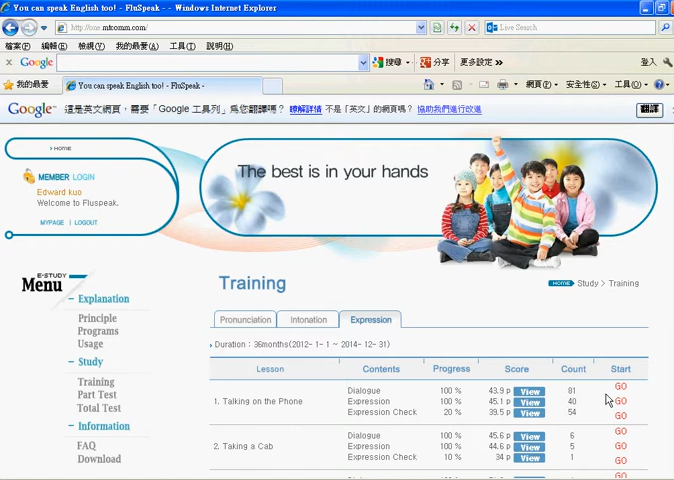 You can speak English too! - FluSpeak - - Windows Internet Explorer
http://one.mtcomm.com/
Live Search
檔案(F) 編輯(E) 檢視(V) 我的最愛(A) 工具(T) 說明(H)
x Google 搜尋 分享 更多設定 >> 登入
我的最愛 You can speak English too! - FluSpeak - 網頁(P) 安全性(S) 工具(O)
Google 這是英文網頁，需要「Google 工具列」為您翻譯嗎？ 瞭解詳情 不是「英文」的網頁嗎？ 協助我們進行改進 翻譯
HOME
MEMBER LOGIN
Edward kuo
Welcome to Fluspeak.
MYPAGE | LOGOUT
The best is in your hands
E-STUDY
Menu
Explanation
Principle
Programs
Usage
Study
Training
Part Test
Total Test
Information
FAQ
Download
Training
HOME Study > Training
Pronunciation Intonation Expression
Duration : 36months(2012- 1- 1 ~ 2014- 12- 31)
Lesson Contents Progress Score Count Start
Dialogue 100 % 43.9 p View 81 GO
1. Talking on the Phone Expression 100 % 45.1 p View 40 GO
Expression Check 20 % 39.5 p View 54 GO
Dialogue 100 % 45.6 p View 6 GO
2. Taking a Cab Expression 100 % 44.6 p View 5 GO
Expression Check 10 % 34 p View 1 GO
GO